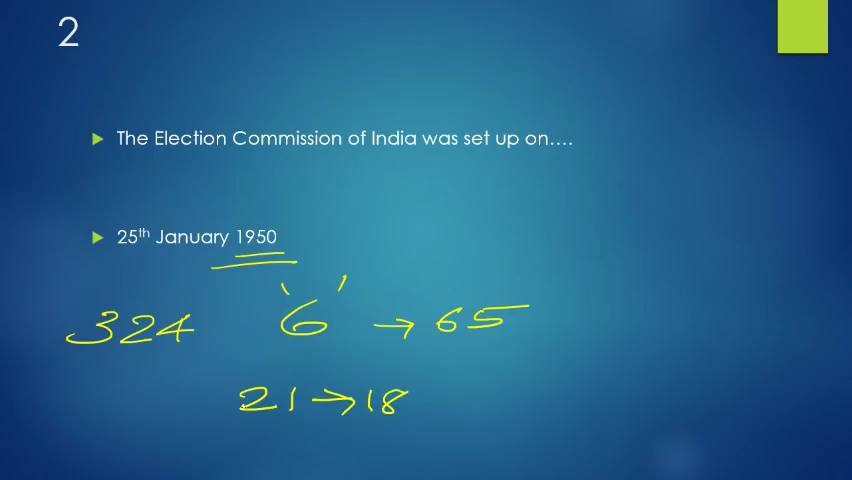 2
The Election Commission of India was set up on....
25th January 1950
324 '6' → 65
21 → 18